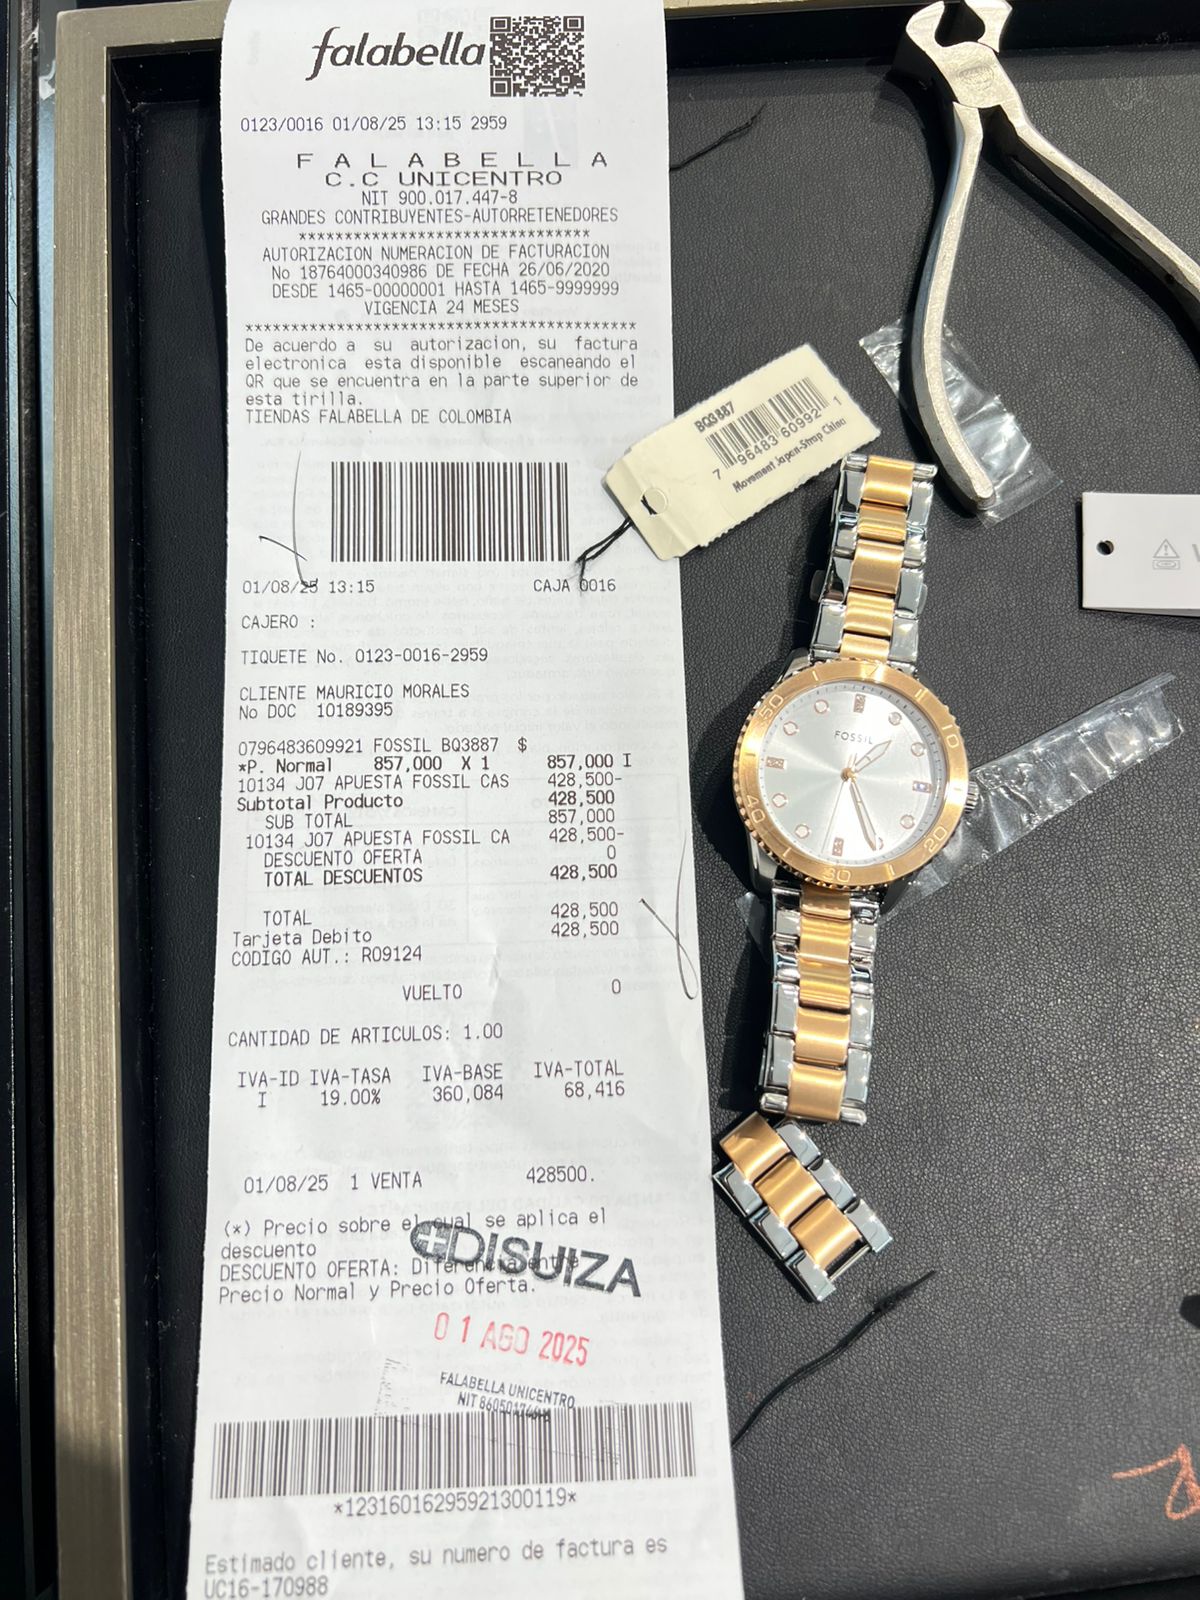 falabella
0123/0016 01/08/25 13:15 2959
F A L A B E L L A
C.C UNICENTRO
NIT 900.017.447-8
GRANDES CONTRIBUYENTES-AUTORRETENEDORES
********************************
AUTORIZACION NUMERACION DE FACTURACION
No 18764000340986 DE FECHA 26/06/2020
DESDE 1465-00000001 HASTA 1465-9999999
VIGENCIA 24 MESES
******************************************
De acuerdo a su autorizacion, su factura
electronica esta disponible escaneando el
QR que se encuentra en la parte superior de
esta tirilla.
TIENDAS FALABELLA DE COLOMBIA
01/08/25 13:15 CAJA 0016
CAJERO :
TIQUETE No. 0123-0016-2959
CLIENTE MAURICIO MORALES
No DOC 10189395
0796483609921 FOSSIL BQ3887 $
*P. Normal 857,000 X 1 857,000 I
10134 J07 APUESTA FOSSIL CAS 428,500-
Subtotal Producto 428,500
SUB TOTAL 857,000
10134 J07 APUESTA FOSSIL CA 428,500-
DESCUENTO OFERTA 0
TOTAL DESCUENTOS 428,500
TOTAL 428,500
Tarjeta Debito 428,500
CODIGO AUT.: RO9124
VUELTO 0
CANTIDAD DE ARTICULOS: 1.00
IVA-ID IVA-TASA IVA-BASE IVA-TOTAL
I 19.00% 360,084 68,416
01/08/25 1 VENTA 428500.
(*) Precio sobre el cual se aplica el
descuento
DESCUENTO OFERTA: Diferencia entre
Precio Normal y Precio Oferta.
DISUIZA
01 AGO 2025
FALABELLA UNICENTRO
*12316016295921300119*
Estimado cliente, su numero de factura es
UC16-170988
BQ3887
7 96483 60992 1
Movement Japan-Strap China
FOSSIL
50
10
40
20
30